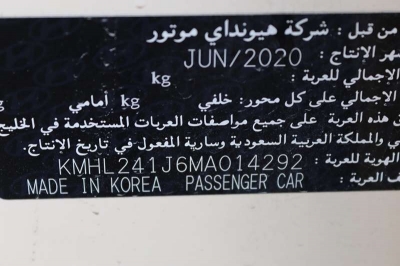 من قبل : شركة هيونداي موتور
هر الإنتاج : JUN/2020
الإجمالي للعربة : kg
الإجمالي على كل محور: خلفي kg أمامي kg
ق هذه العربة على جميع مواصفات العربات المستخدمة في الخليج
ي والمملكة العربية السعودية وسارية المفعول في تاريخ الإنتاج.
الهوية للعربة : KMHL241J6MA014292
ف العربة : MADE IN KOREA PASSENGER CAR